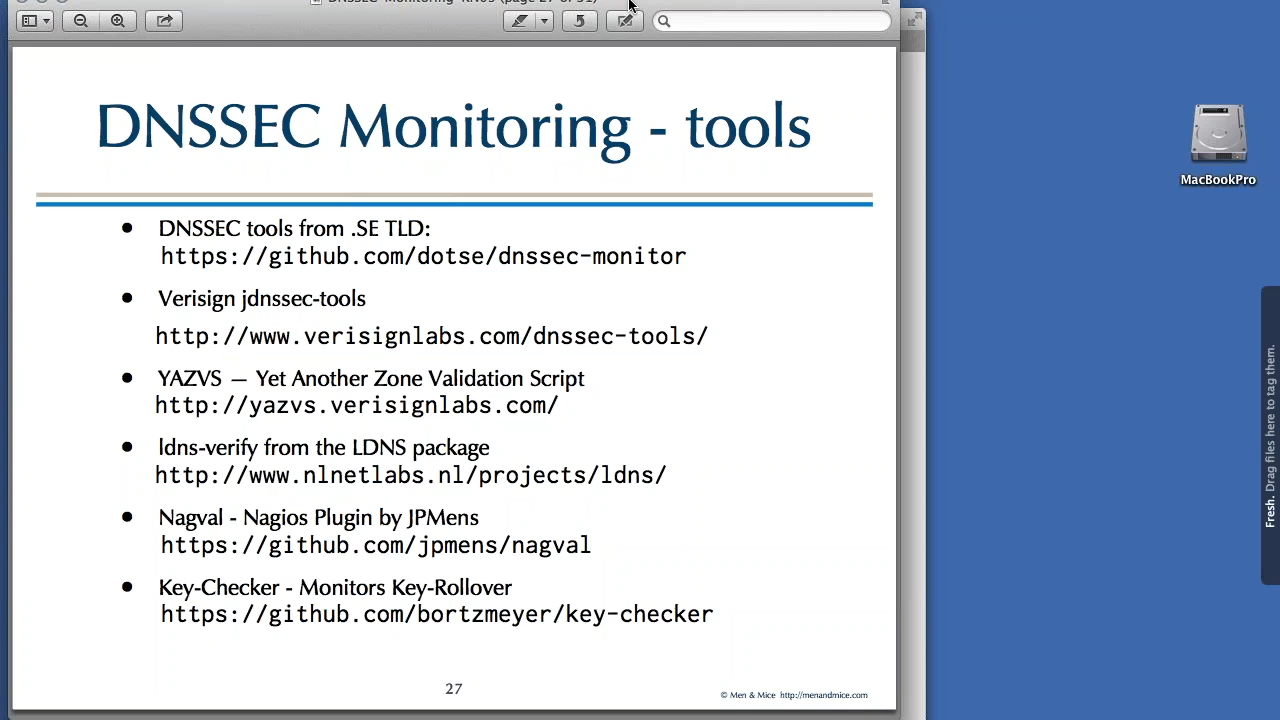 DNSSEC Monitoring - tools
DNSSEC tools from .SE TLD:
https://github.com/dotse/dnssec-monitor
Verisign jdnssec-tools
http://www.verisignlabs.com/dnssec-tools/
YAZVS — Yet Another Zone Validation Script
http://yazvs.verisignlabs.com/
ldns-verify from the LDNS package
http://www.nlnetlabs.nl/projects/ldns/
Nagval - Nagios Plugin by JPMens
https://github.com/jpmens/nagval
Key-Checker - Monitors Key-Rollover
https://github.com/bortzmeyer/key-checker
27
© Men & Mice http://menandmice.com
MacBookPro
Fresh. Drag files here to tag them.